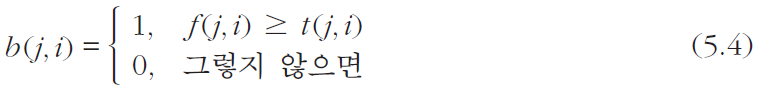 b(j,i) = { 1, f(j,i) ≥ t(j,i)
0, 그렇지 않으면 (5.4)